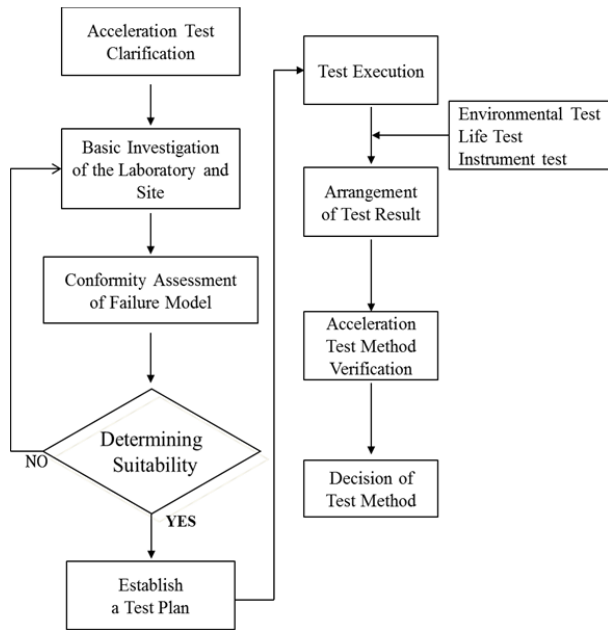 Acceleration Test
Clarification
Basic Investigation
of the Laboratory and
Site
Conformity Assessment
of Failure Model
Determining
Suitability
NO
YES
Establish
a Test Plan
Test Execution
Environmental Test
Life Test
Instrument test
Arrangement
of Test Result
Acceleration
Test Method
Verification
Decision of
Test Method